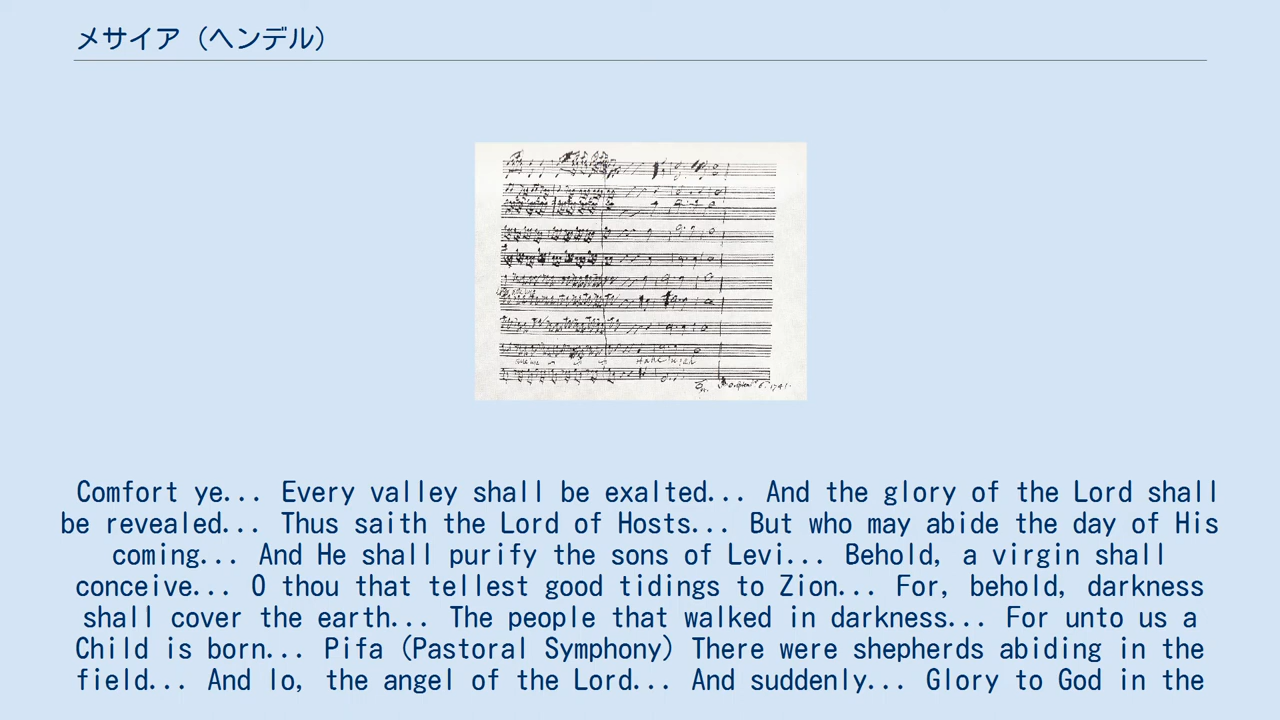 メサイア（ヘンデル）
Comfort ye... Every valley shall be exalted... And the glory of the Lord shall
be revealed... Thus saith the Lord of Hosts... But who may abide the day of His
coming... And He shall purify the sons of Levi... Behold, a virgin shall
conceive... O thou that tellest good tidings to Zion... For, behold, darkness
shall cover the earth... The people that walked in darkness... For unto us a
Child is born... Pifa (Pastoral Symphony) There were shepherds abiding in the
field... And lo, the angel of the Lord... And suddenly... Glory to God in the